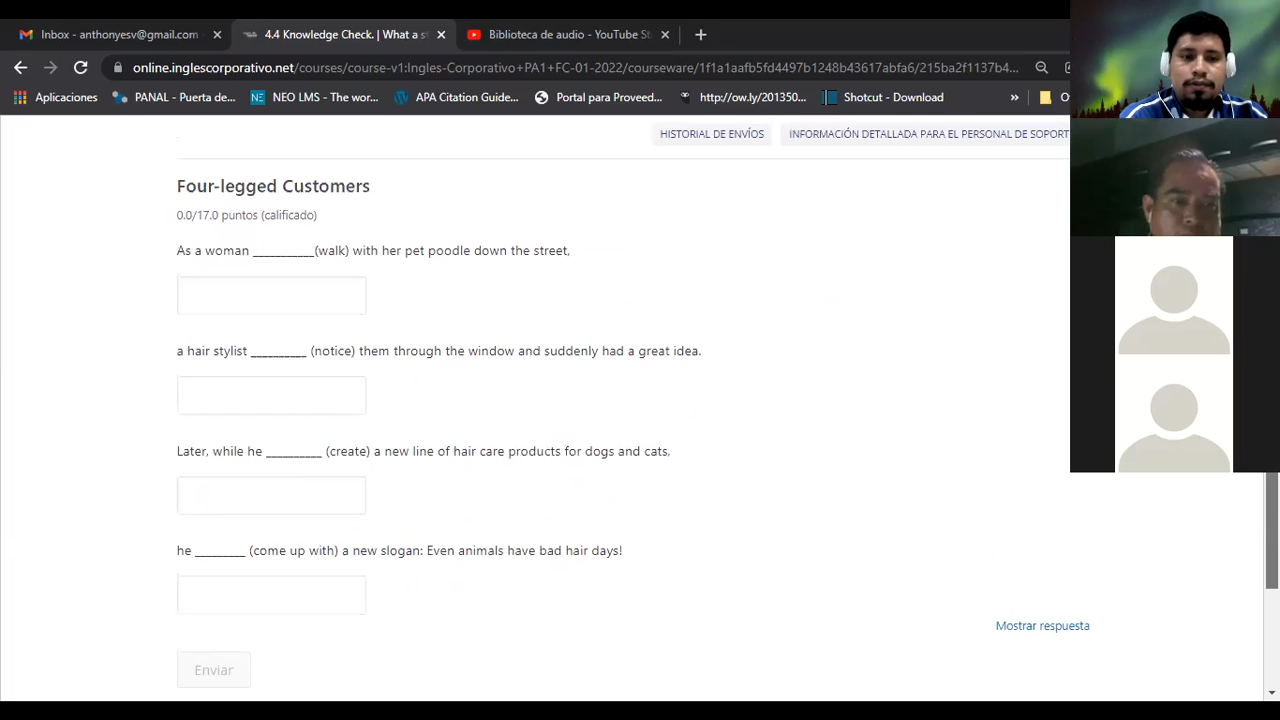 Inbox - anthonyesv@gmail.com
4.4 Knowledge Check. | What a s
Biblioteca de audio - YouTube St
online.inglescorporativo.net/courses/course-v1:Ingles-Corporativo+PA1+FC-01-2022/courseware/1f1a1aafb5fd4497b1248b43617abfa6/215ba2f1137b4...
Aplicaciones
PANAL - Puerta de...
NEO LMS - The wor...
APA Citation Guide...
Portal para Proveed...
http://ow.ly/201350...
Shotcut - Download
»
HISTORIAL DE ENVÍOS
INFORMACIÓN DETALLADA PARA EL PERSONAL DE SOPORT
Four-legged Customers
0.0/17.0 puntos (calificado)
As a woman ___________(walk) with her pet poodle down the street,
a hair stylist __________ (notice) them through the window and suddenly had a great idea.
Later, while he __________ (create) a new line of hair care products for dogs and cats,
he _________ (come up with) a new slogan: Even animals have bad hair days!
Mostrar respuesta
Enviar